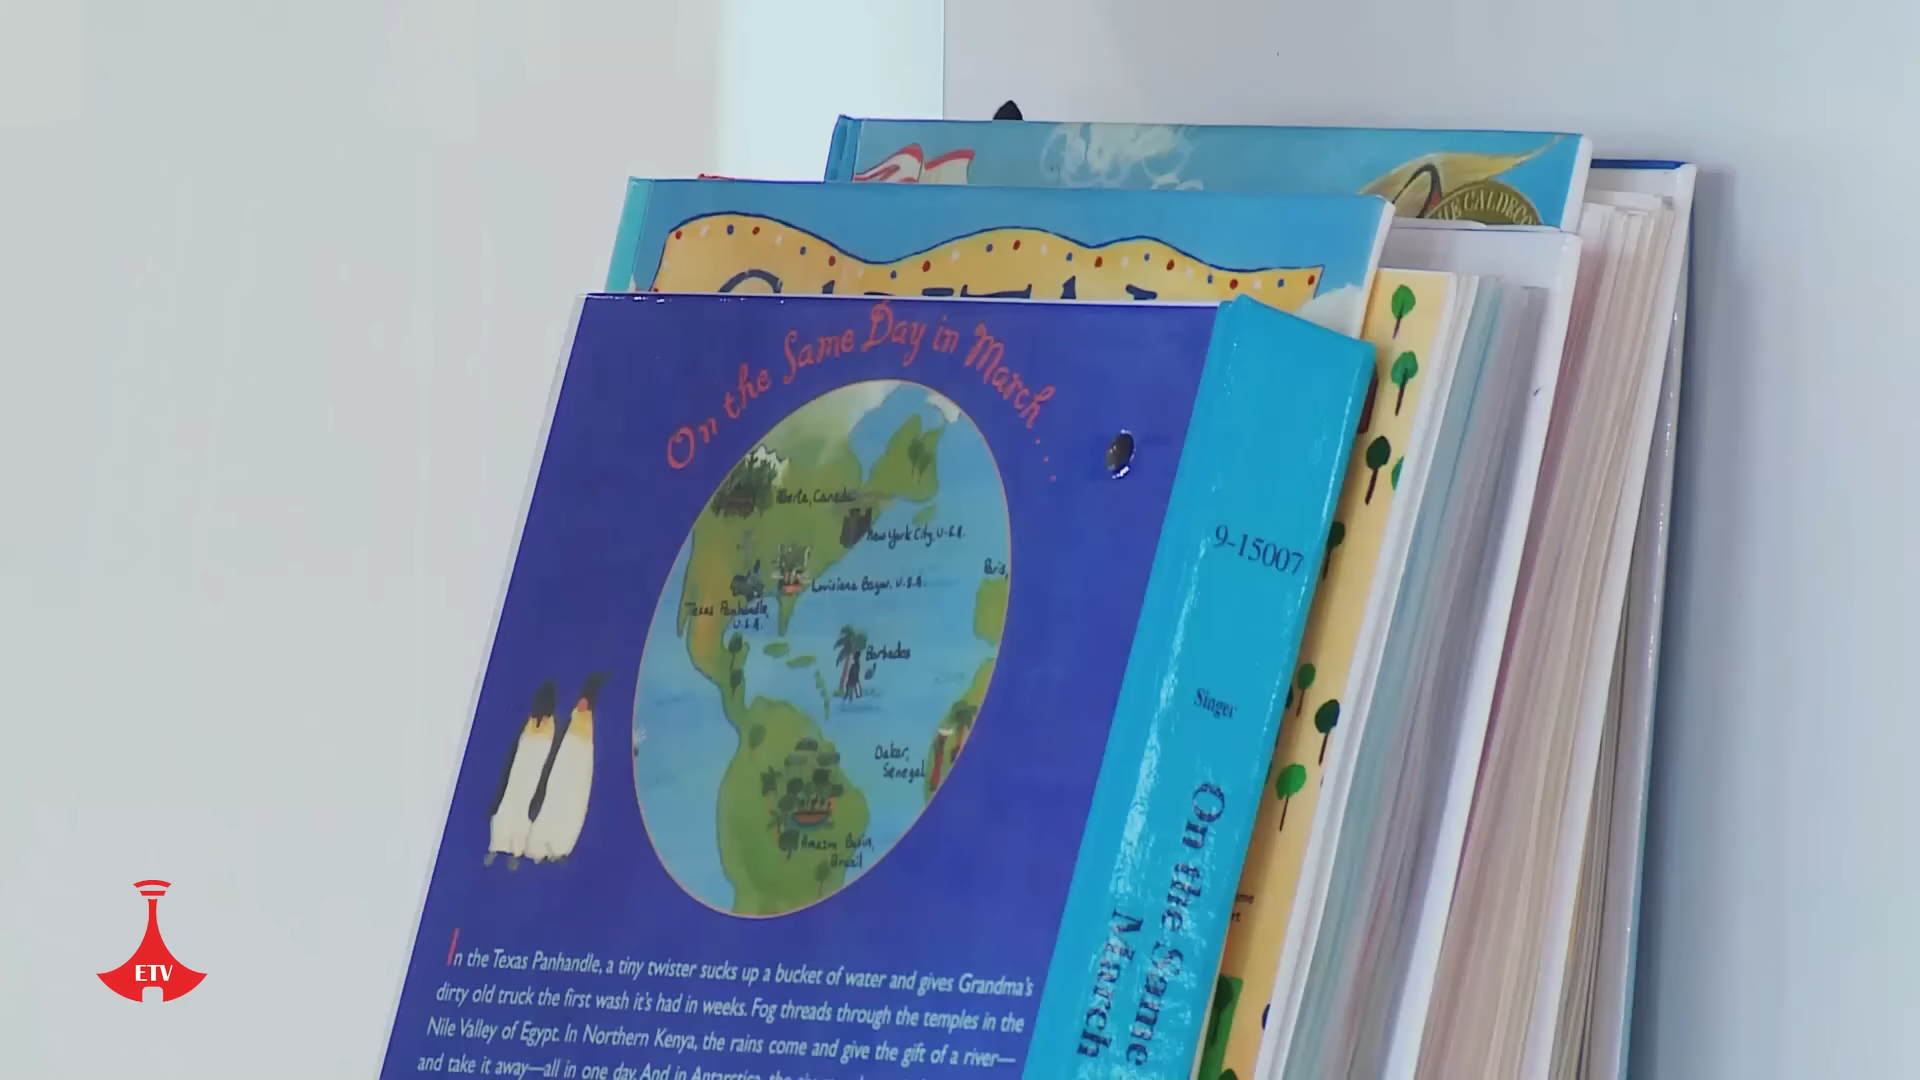 THE CALDECO
On the Same Day in March....
Alberta, Canada
New York City, U.S.A.
Paris,
Louisiana Bayou, U.S.A.
Texas Panhandle,
U.S.A.
Barbados
Dakar,
Senegal
Amazon Basin,
Brazil
9-15007
Singer
On the Same
March
In the Texas Panhandle, a tiny twister sucks up a bucket of water and gives Grandma's
dirty old truck the first wash it's had in weeks. Fog threads through the temples in the
Nile Valley of Egypt. In Northern Kenya, the rains come and give the gift of a river—
and take it away—all in one day. And in Antarctica, the
ETV